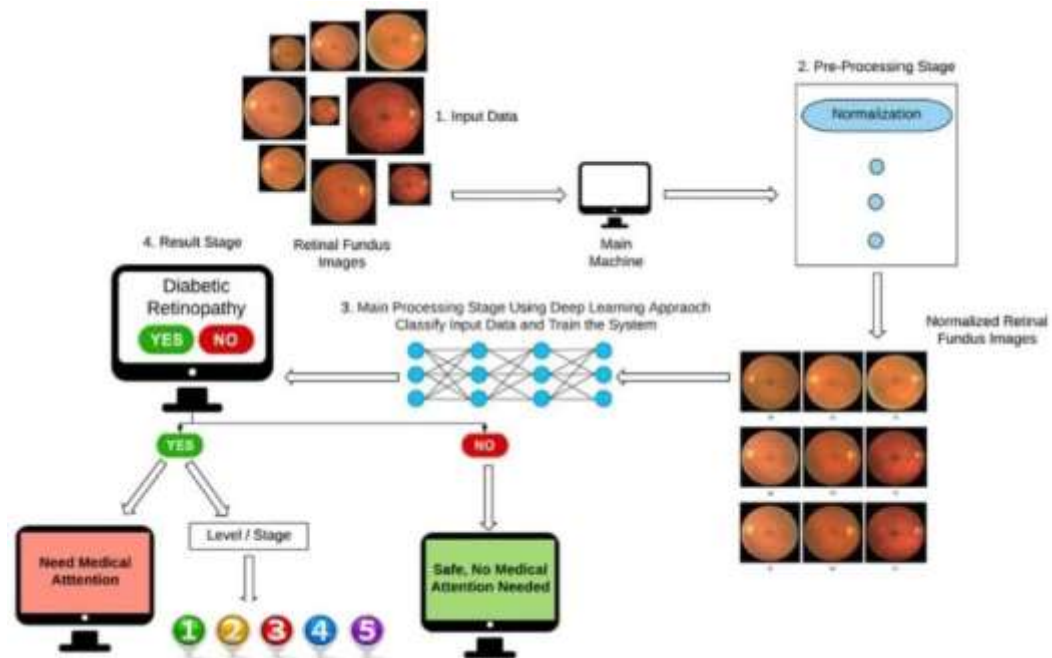 1. Input Data
Retinal Fundus
Images
Main
Machine
2. Pre-Processing Stage
Normalization
Normalized Retinal
Fundus Images
3. Main Processing Stage Using Deep Learning Appraoch
Classify Input Data and Train the System
4. Result Stage
Diabetic
Retinopathy
YES NO
YES
NO
Need Medical
Atttention
Level / Stage
1 2 3 4 5
Safe, No Medical
Attention Needed